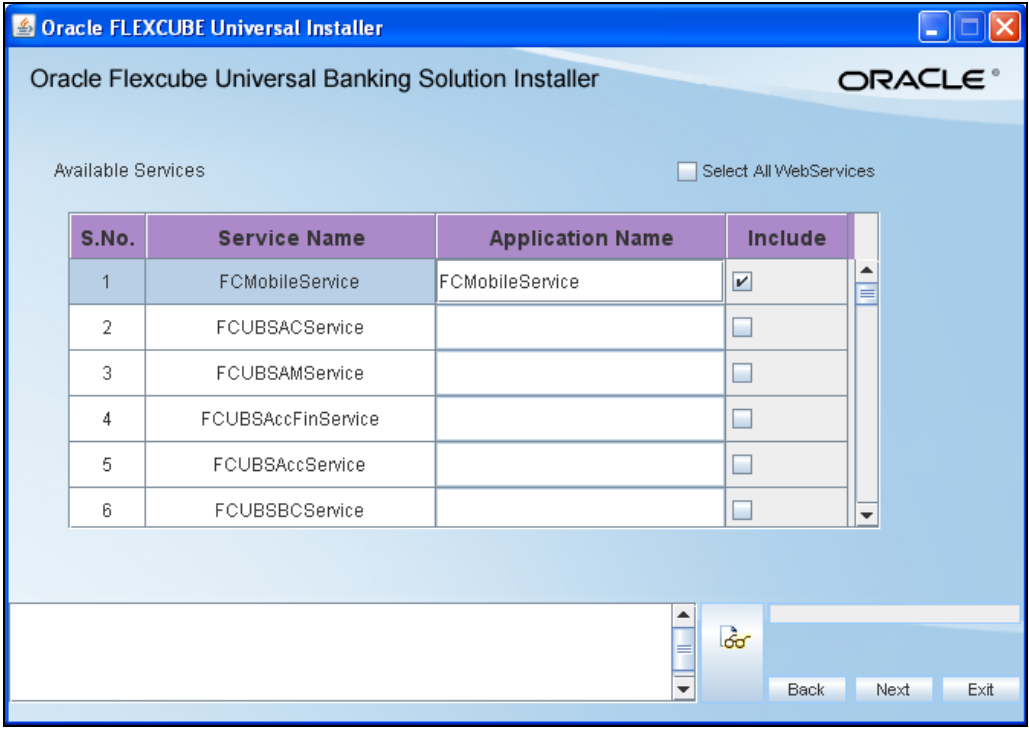 Oracle FLEXCUBE Universal Installer
Oracle Flexcube Universal Banking Solution Installer
ORACLE®
Available Services
Select All WebServices
S.No. Service Name Application Name Include
1 FCMobileService FCMobileService
2 FCUBSACService
3 FCUBSAMService
4 FCUBSAccFinService
5 FCUBSAccService
6 FCUBSBCService
Back Next Exit